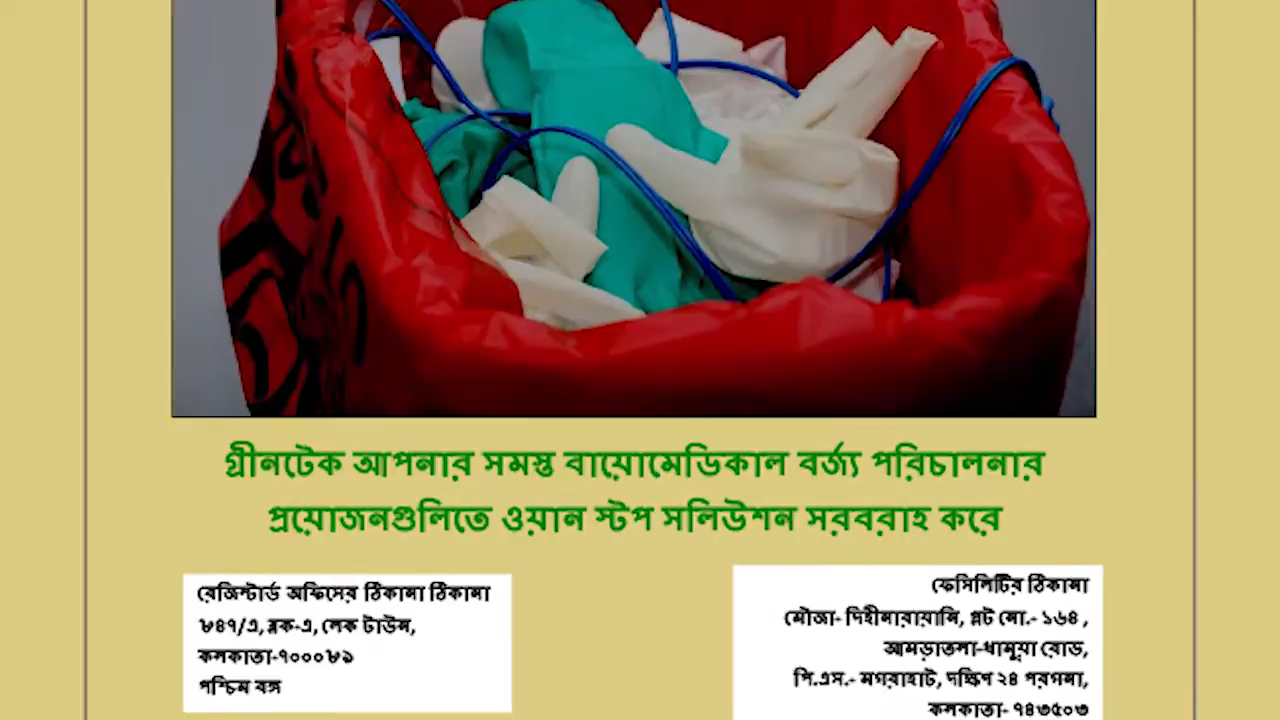 গ্রীনটেক আপনার সমস্ত বায়োমেডিকাল বর্জ্য পরিচালনার
প্রয়োজনগুলিতে ওয়ান স্টপ সলিউশন সরবরাহ করে
রেজিস্টার্ড অফিসের ঠিকানা ঠিকানা
৮৪৭/এ, ব্লক-এ, লেক টাউন,
কলকাতা-৭০০০৮৯
পশ্চিম বঙ্গ
ফেসিলিটির ঠিকানা
মৌজা- দিহীনারায়ানি, প্লট নো.- ১৬৪ ,
আমড়াতলা-ধামুয়া রোড,
পি.এস.- মগরাহাট, দক্ষিণ ২৪ পরগনা,
কলকাতা- ৭৪৩৫০৩